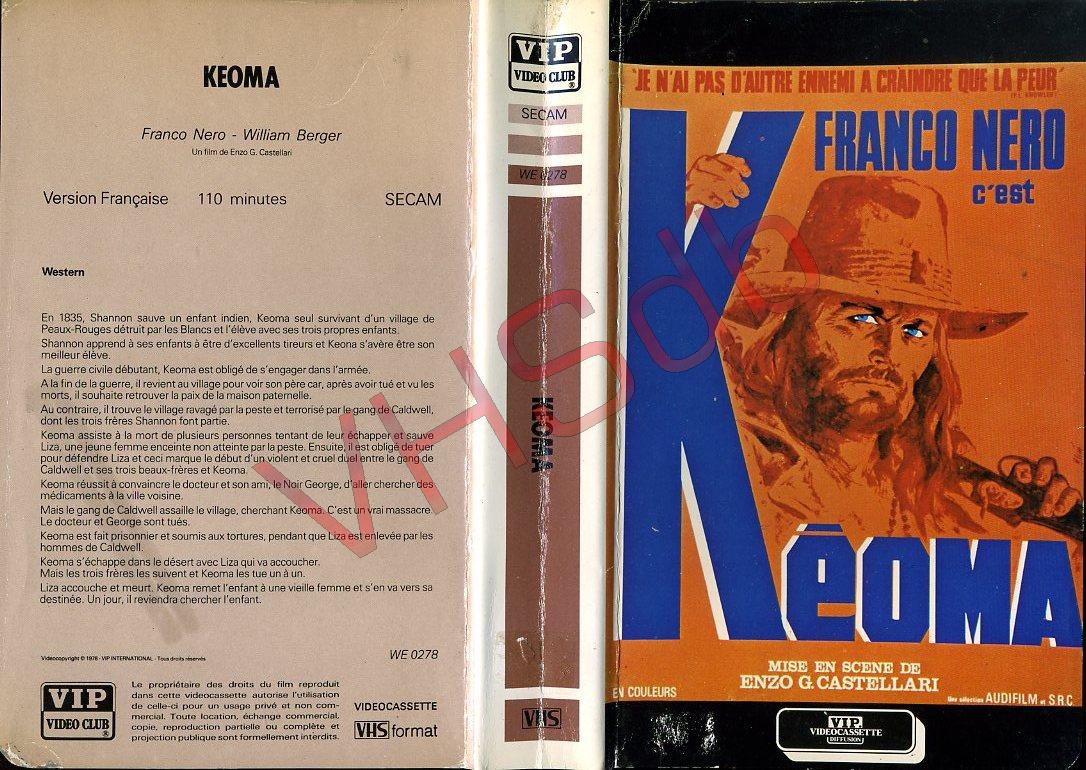 KEOMA
Franco Nero - William Berger
Un film de Enzo G. Castellari
Version Française 110 minutes SECAM
Western
En 1835, Shannon sauve un enfant indien, Keoma seul survivant d'un village de
Peaux-Rouges détruit par les Blancs et l'élève avec ses trois propres enfants.
Shannon apprend à ses enfants à être d'excellents tireurs et Keona s'avère être son
meilleur élève.
La guerre civile débutant, Keoma est obligé de s'engager dans l'armée.
A la fin de la guerre, il revient au village pour voir son père car, après avoir tué et vu les
morts, il souhaite retrouver la paix de la maison paternelle.
Au contraire, il trouve le village ravagé par la peste et terrorisé par le gang de Caldwell,
dont les trois frères Shannon font partie.
Keoma assiste à la mort de plusieurs personnes tentant de leur échapper et sauve
Liza, une jeune femme enceinte non atteinte par la peste. Ensuite, il est obligé de tuer
pour défendre Liza et ceci marque le début d'un violent et cruel duel entre le gang de
Caldwell et ses trois beaux-frères et Keoma.
Keoma réussit à convaincre le docteur et son ami, le Noir George, d'aller chercher des
médicaments à la ville voisine.
Mais le gang de Caldwell assaille le village, cherchant Keoma. C'est un vrai massacre.
Le docteur et George sont tués.
Keoma est fait prisonnier et soumis aux tortures, pendant que Liza est enlevée par les
hommes de Caldwell.
Keoma s'échappe dans le désert avec Liza qui va accoucher.
Mais les trois frères les suivent et Keoma les tue un à un.
Liza accouche et meurt. Keoma remet l'enfant à une vieille femme et s'en va vers sa
destinée. Un jour, il reviendra chercher l'enfant.
Videocopyright © 1978 - VIP INTERNATIONAL - Tous droits réservés
WE 0278
VIP
VIDEO CLUB ®
Le propriétaire des droits du film reproduit
dans cette videocassette autorise l'utilisation
de celle-ci pour un usage privé et non com-
mercial. Toute location, échange commercial,
copie, reproduction partielle ou complète et
projection publique sont formellement interdits.
VIDEOCASSETTE
VHS format
VIP
VIDEO CLUB ®
SECAM
WE 0278
KEOMA
VHS
"JE N'AI PAS D'AUTRE ENNEMI A CRAINDRE QUE LA PEUR"
FRANCO NERO
c'est
Kēoma
MISE EN SCENE DE
ENZO G. CASTELLARI
EN COULEURS
Une sélection AUDIFILM et S.R.C.
VIP
VIDEOCASSETTE
DIFFUSION
VHSdb